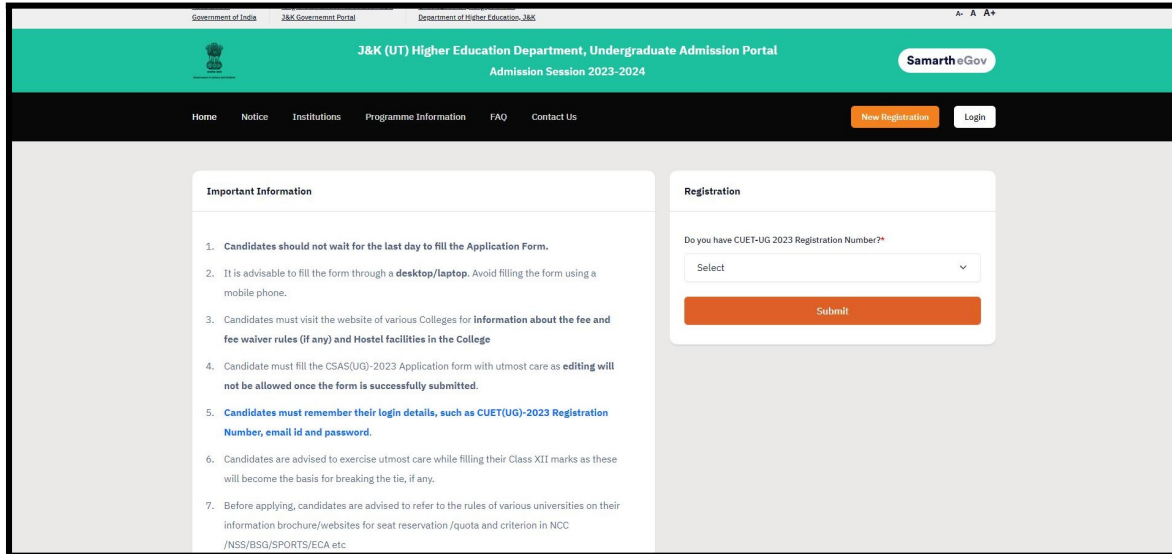 Government of India
J&K Governemnt Portal
Department of Higher Education, J&K
A- A A+
J&K (UT) Higher Education Department, Undergraduate Admission Portal
Admission Session 2023-2024
Samarth eGov
Home Notice Institutions Programme Information FAQ Contact Us New Registration Login
Important Information
1. Candidates should not wait for the last day to fill the Application Form.
2. It is advisable to fill the form through a desktop/laptop. Avoid filling the form using a
mobile phone.
3. Candidates must visit the website of various Colleges for information about the fee and
fee waiver rules (if any) and Hostel facilities in the College
4. Candidate must fill the CSAS(UG)-2023 Application form with utmost care as editing will
not be allowed once the form is successfully submitted.
5. Candidates must remember their login details, such as CUET(UG)-2023 Registration
Number, email id and password.
6. Candidates are advised to exercise utmost care while filling their Class XII marks as these
will become the basis for breaking the tie, if any.
7. Before applying, candidates are advised to refer to the rules of various universities on their
information brochure/websites for seat reservation /quota and criterion in NCC
/NSS/BSG/SPORTS/ECA etc
Registration
Do you have CUET-UG 2023 Registration Number?*
Select
Submit